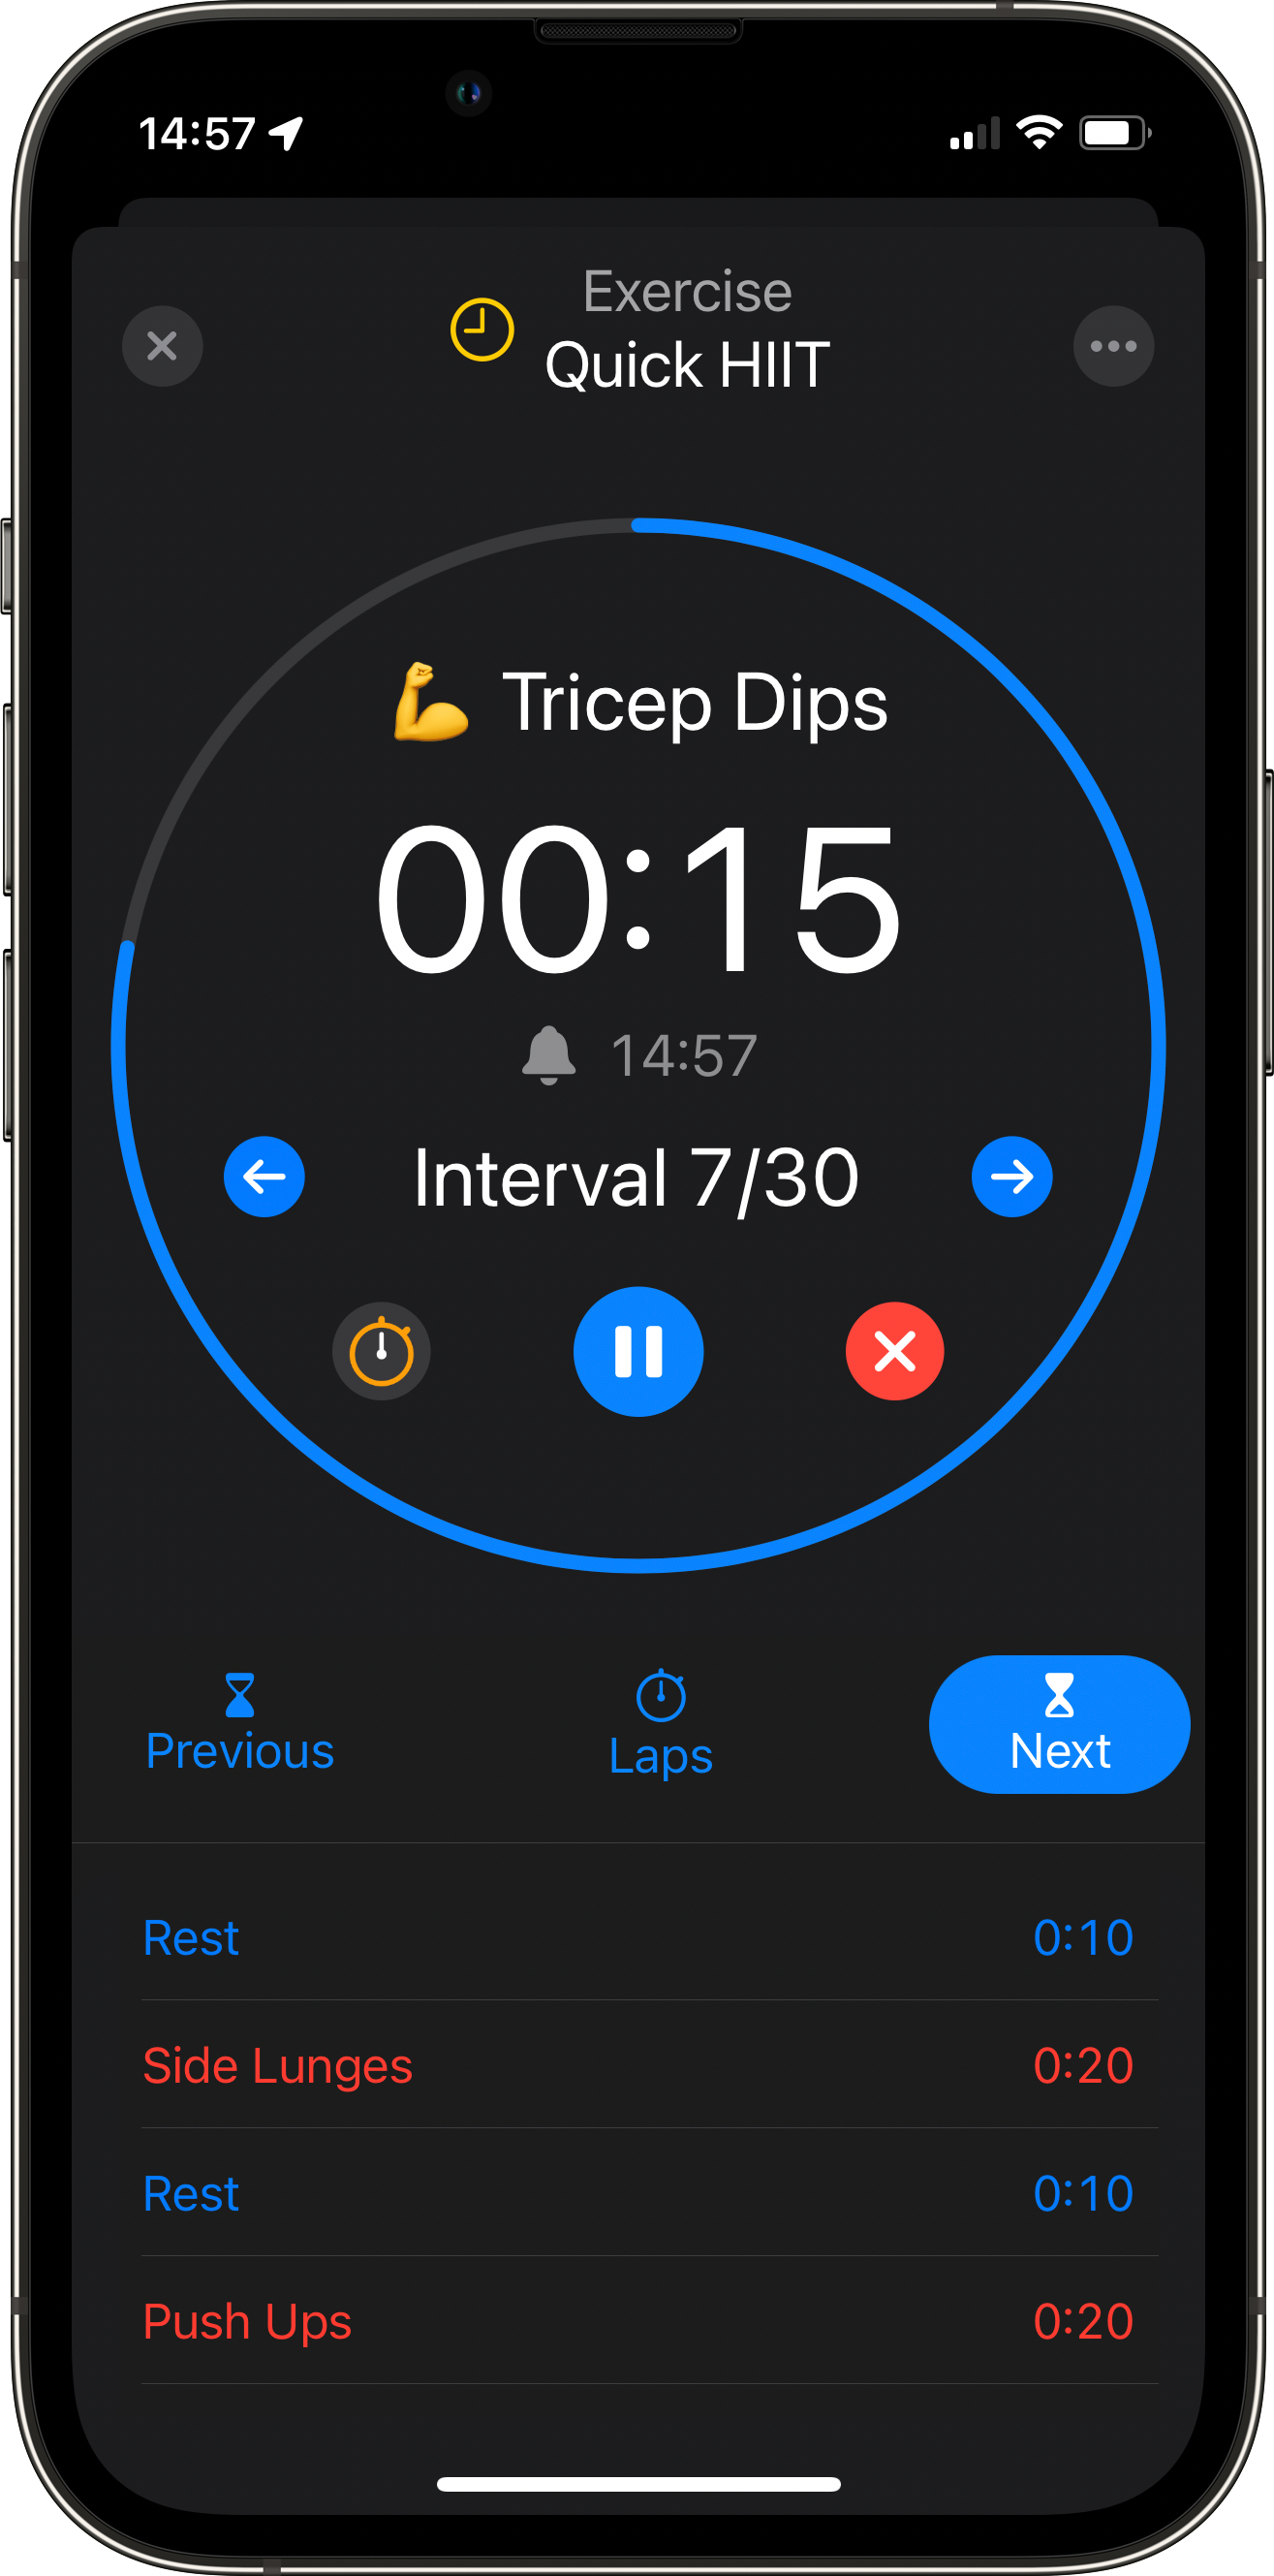 14:57
Exercise
Quick HIIT
💪 Tricep Dips
00:15
14:57
Interval 7/30
Previous
Laps
Next
Rest 0:10
Side Lunges 0:20
Rest 0:10
Push Ups 0:20